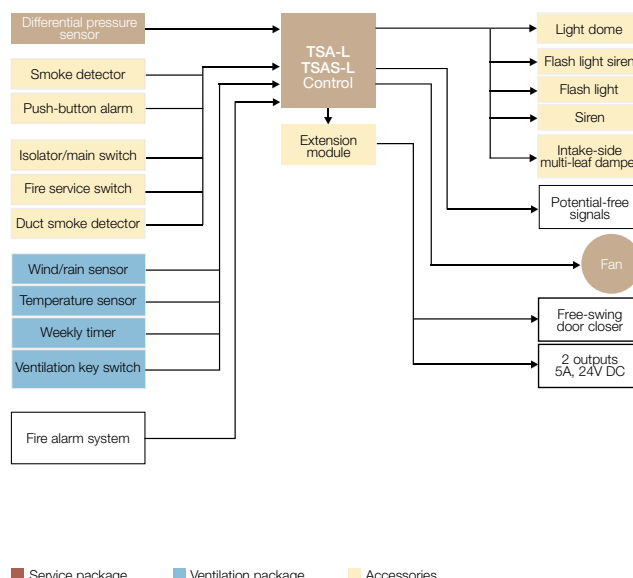 Differential pressure
sensor
Smoke detector
Push-button alarm
Isolator/main switch
Fire service switch
Duct smoke detector
Wind/rain sensor
Temperature sensor
Weekly timer
Ventilation key switch
Fire alarm system
TSA-L
TSAS-L
Control
Extension
module
Light dome
Flash light siren
Flash light
Siren
Intake-side
multi-leaf dampe
Potential-free
signals
Fan
Free-swing
door closer
2 outputs
5A, 24V DC
Service package
Ventilation package
Accessories